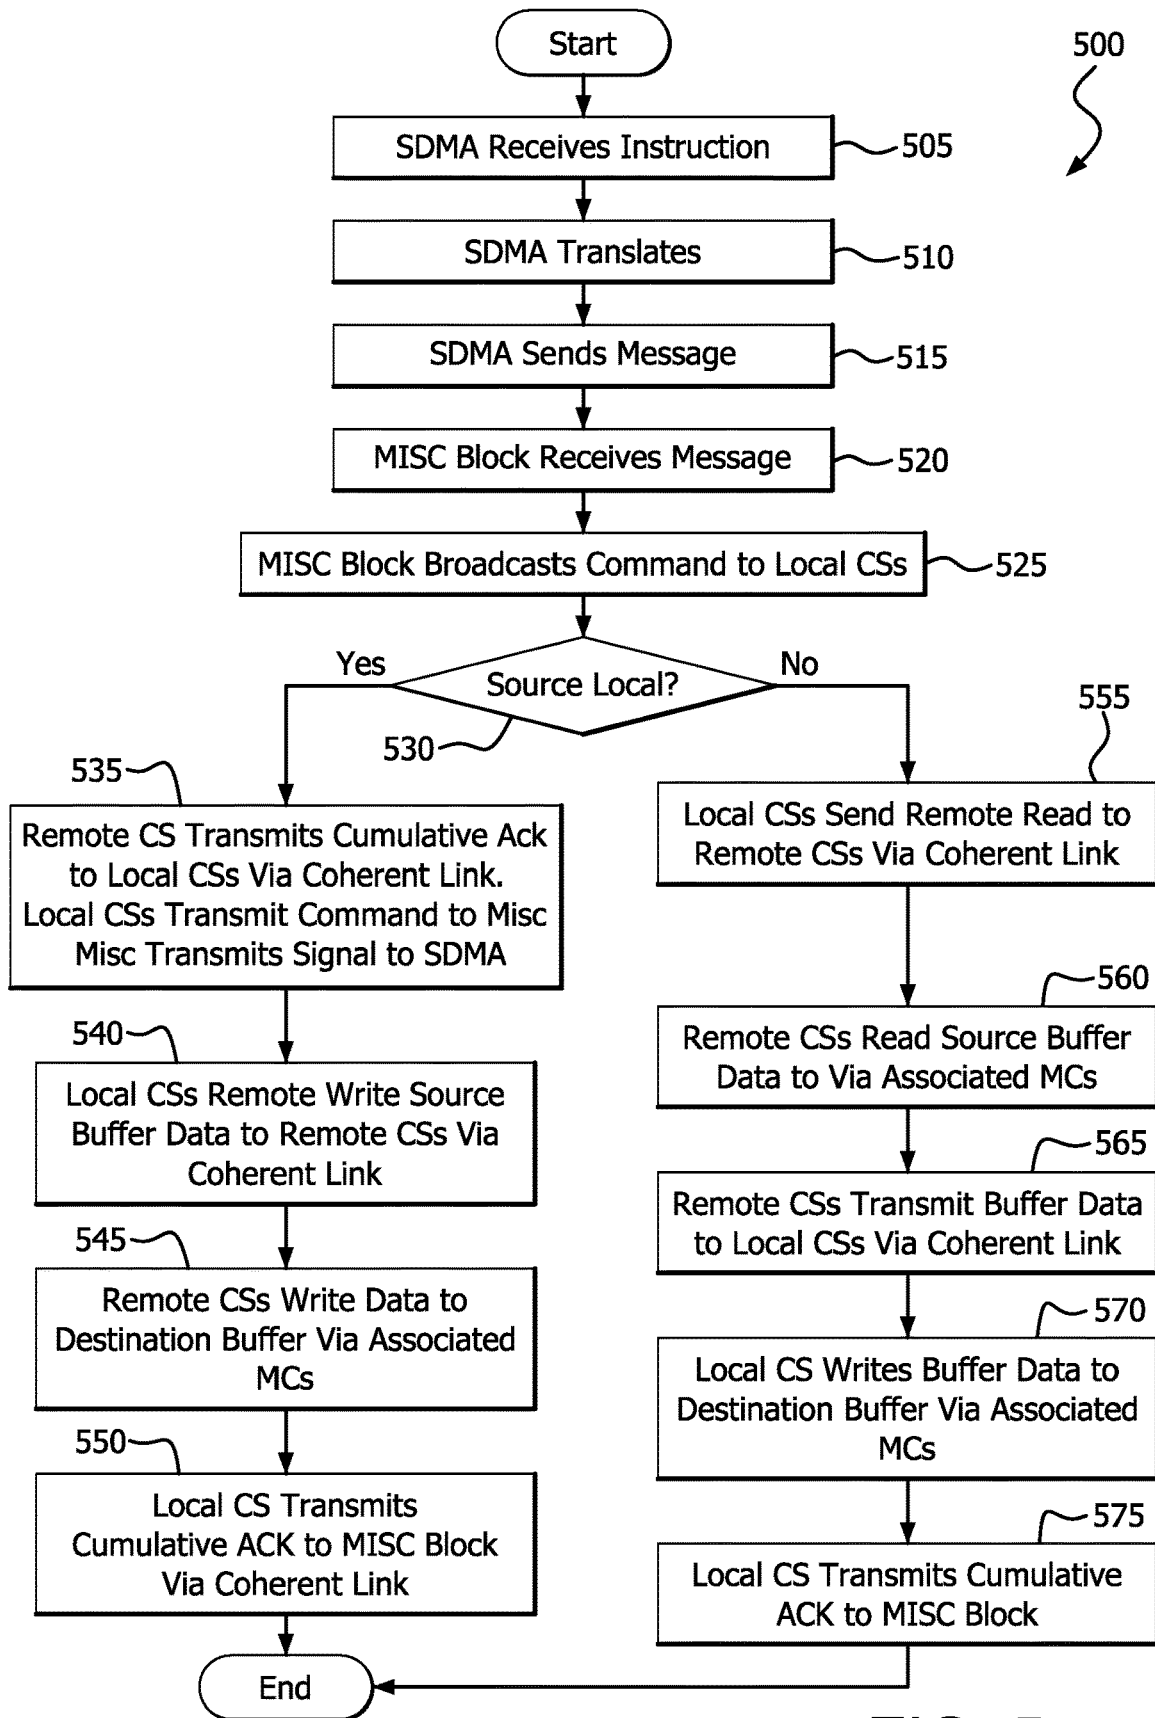 Start
500
SDMA Receives Instruction
505
SDMA Translates
510
SDMA Sends Message
515
MISC Block Receives Message
520
MISC Block Broadcasts Command to Local CSs
525
Yes
Source Local?
No
530
535
Remote CS Transmits Cumulative Ack
to Local CSs Via Coherent Link.
Local CSs Transmit Command to Misc
Misc Transmits Signal to SDMA
540
Local CSs Remote Write Source
Buffer Data to Remote CSs Via
Coherent Link
545
Remote CSs Write Data to
Destination Buffer Via Associated
MCs
550
Local CS Transmits
Cumulative ACK to MISC Block
Via Coherent Link
555
Local CSs Send Remote Read to
Remote CSs Via Coherent Link
560
Remote CSs Read Source Buffer
Data to Via Associated MCs
565
Remote CSs Transmit Buffer Data
to Local CSs Via Coherent Link
570
Local CS Writes Buffer Data to
Destination Buffer Via Associated
MCs
575
Local CS Transmits Cumulative
ACK to MISC Block
End